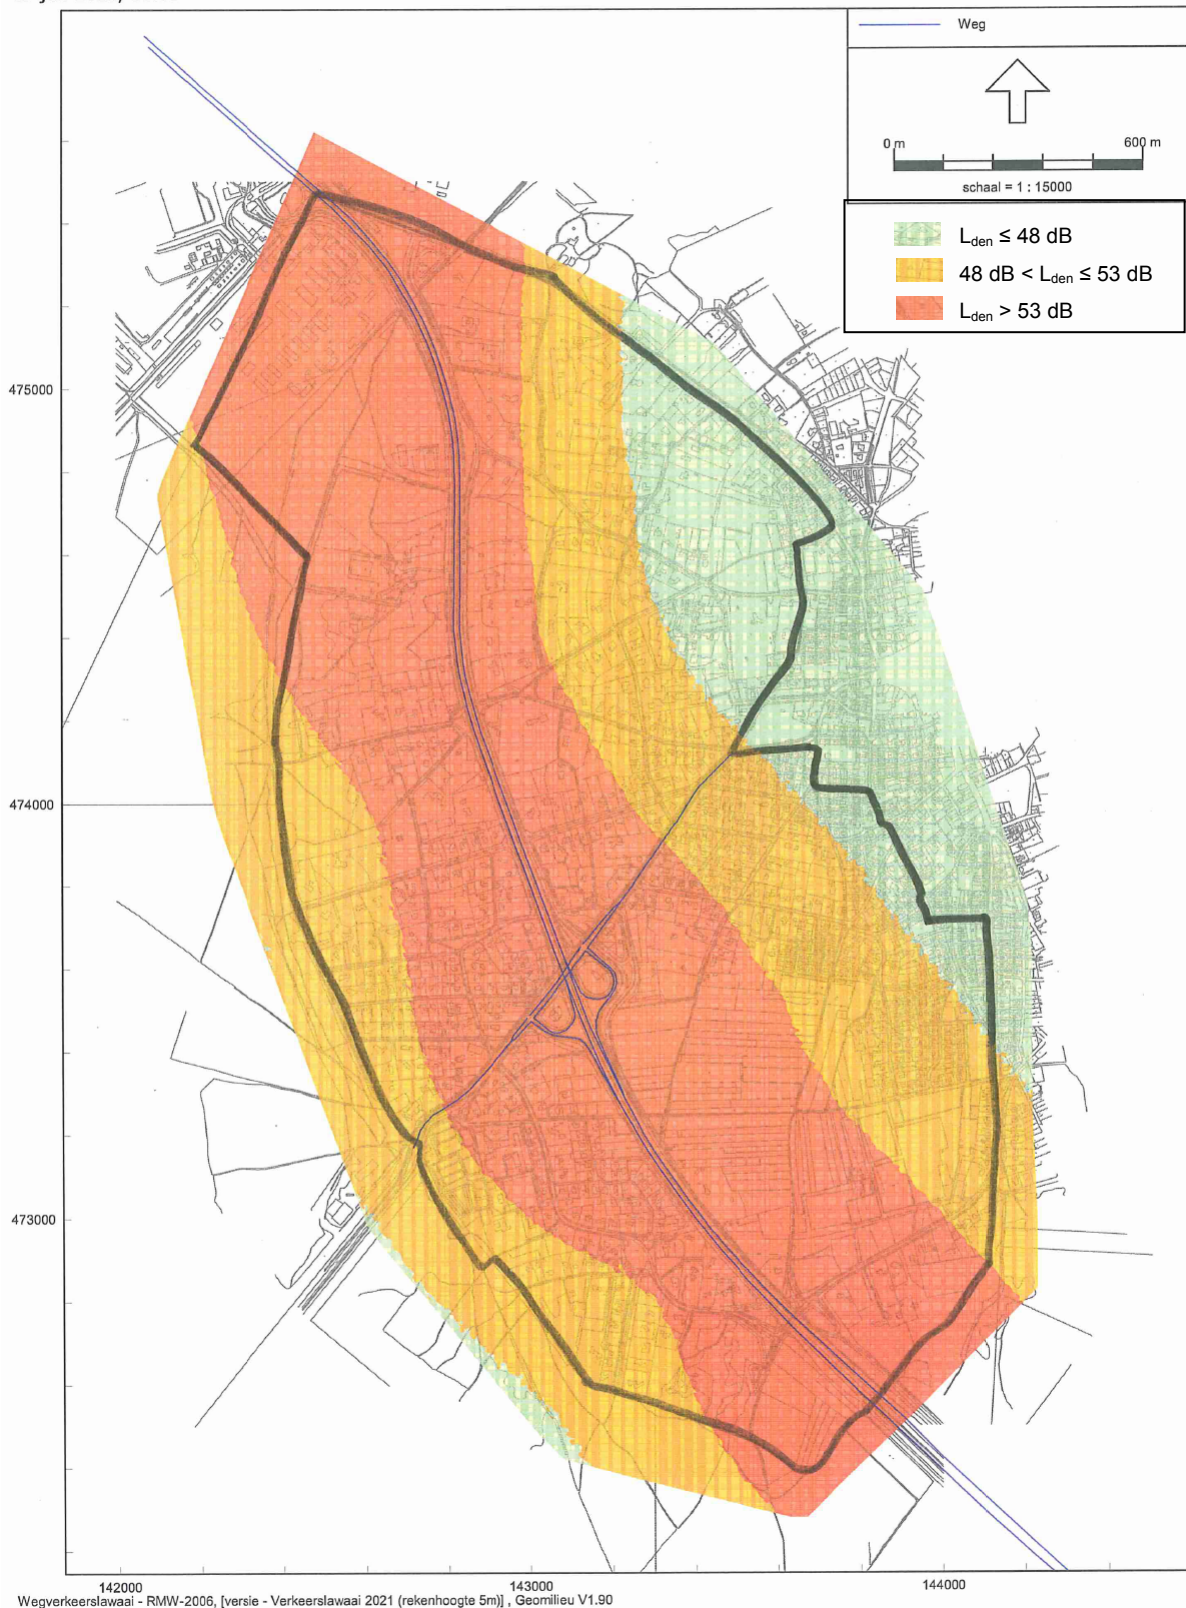 Weg
0 m 600 m
schaal = 1 : 15000
Lden ≤ 48 dB
48 dB < Lden ≤ 53 dB
Lden > 53 dB
475000
474000
473000
142000 143000 144000
Wegverkeerslawaai - RMW-2006, [versie - Verkeerslawaai 2021 (rekenhoogte 5m)] , Geomilieu V1.90